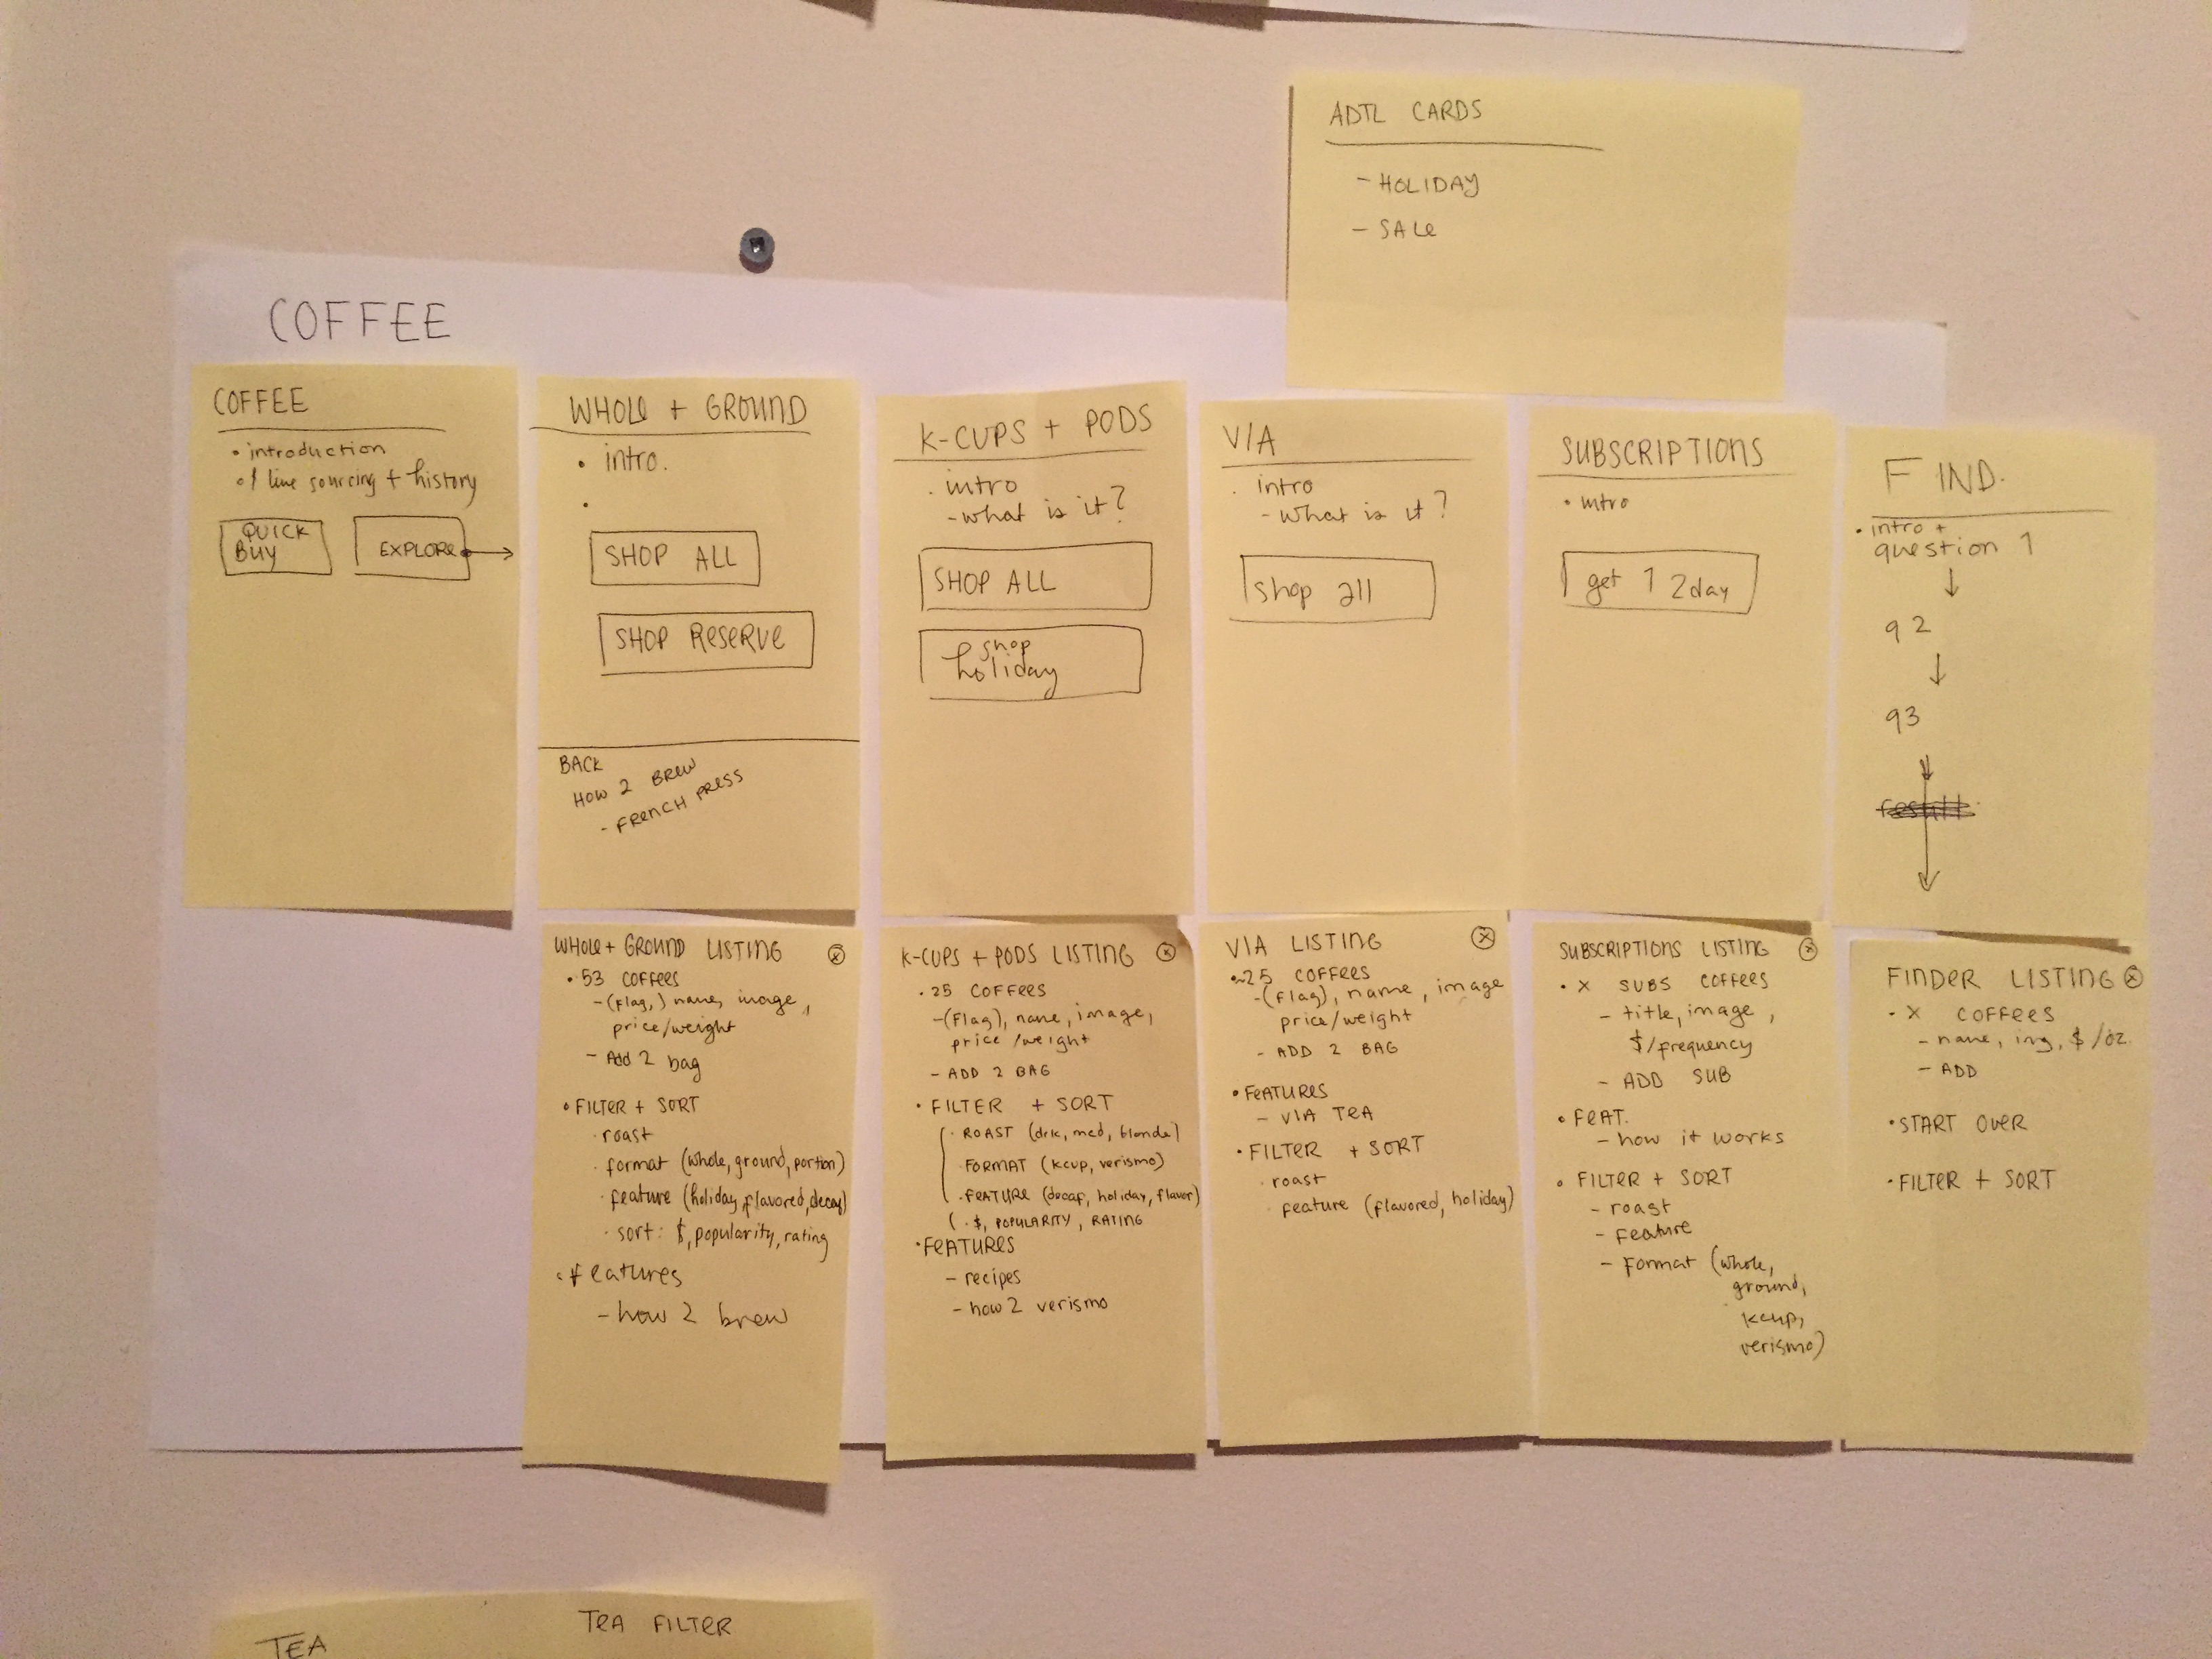 ADTL CARDS
- HOLIDAY
- SALE
COFFEE
COFFEE
• introduction
• 1 line sourcing + history
QUICK
BUY
EXPLORE
WHOLE + GROUND
• intro.
•
SHOP ALL
SHOP RESERVE
BACK
HOW 2 BREW
- FRENCH PRESS
K-CUPS + PODS
. intro
- what is it?
SHOP ALL
shop
holiday
VIA
. intro
- what is it?
shop all
SUBSCRIPTIONS
• intro
get 1 2day
FIND.
• intro +
question 1
↓
q2
↓
q3
↓
WHOLE + GROUND LISTING ⓧ
• 53 COFFEES
- (flag,) name, image,
price/weight
- Add 2 bag
• FILTER + SORT
· roast
· format (whole, ground, portion)
· feature (holiday, flavored, decaf)
· sort: $, popularity, rating
• features
- how 2 brew
K-CUPS + PODS LISTING ⓧ
. 25 COFFEES
- (flag), name, image,
price/weight
- ADD 2 BAG
• FILTER + SORT
· ROAST (drk, med, blonde)
FORMAT (kcup, verismo)
· FEATURE (decaf, holiday, flavor)
· $, POPULARITY, RATING
• FEATURES
- recipes
- how 2 verismo
VIA LISTING ⓧ
• ~25 COFFEES
- (flag), name, image
price/weight
- ADD 2 BAG
• FEATURES
- VIA TEA
• FILTER + SORT
· roast
· feature (flavored, holiday)
SUBSCRIPTIONS LISTING ⓧ
• X SUBS COFFEES
- title, image,
$/frequency
- ADD SUB
• FEAT.
- how it works
• FILTER + SORT
- roast
- feature
- format (whole,
ground,
kcup,
verismo)
FINDER LISTING ⓧ
• X COFFEES
- name, img, $/oz.
- ADD
• START OVER
• FILTER + SORT
TEA
TEA FILTER